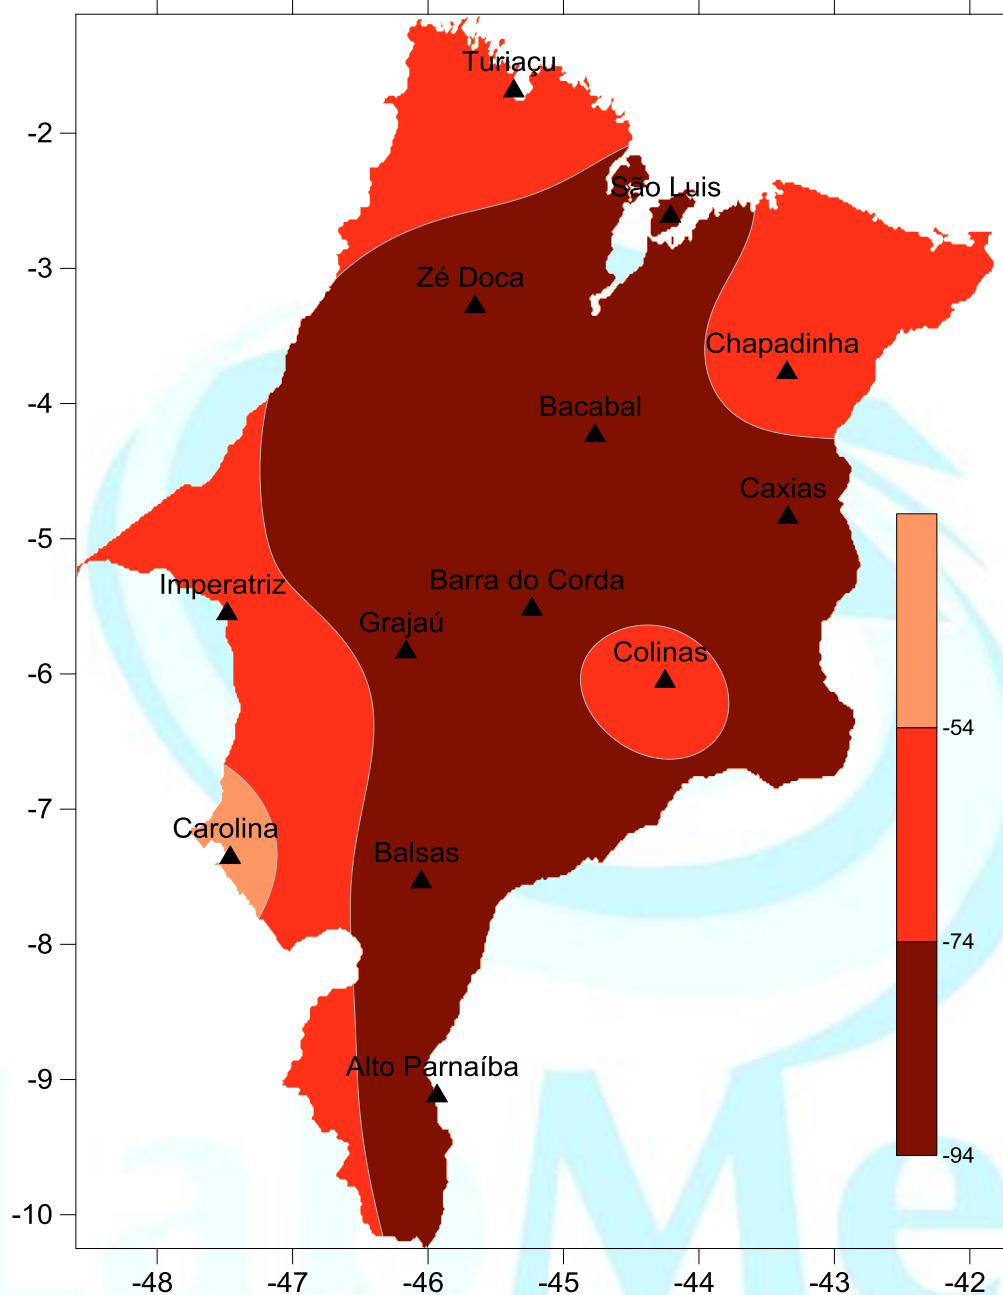 Turiaçu
-2
São Luis
-3
Zé Doca
Chapadinha
-4
Bacabal
Caxias
-5
Imperatriz
Barra do Corda
Grajaú
-6
Colinas
-54
-7
Carolina
Balsas
-8
-74
-9
Alto Parnaíba
LabMe
-94
-10
-48 -47 -46 -45 -44 -43 -42